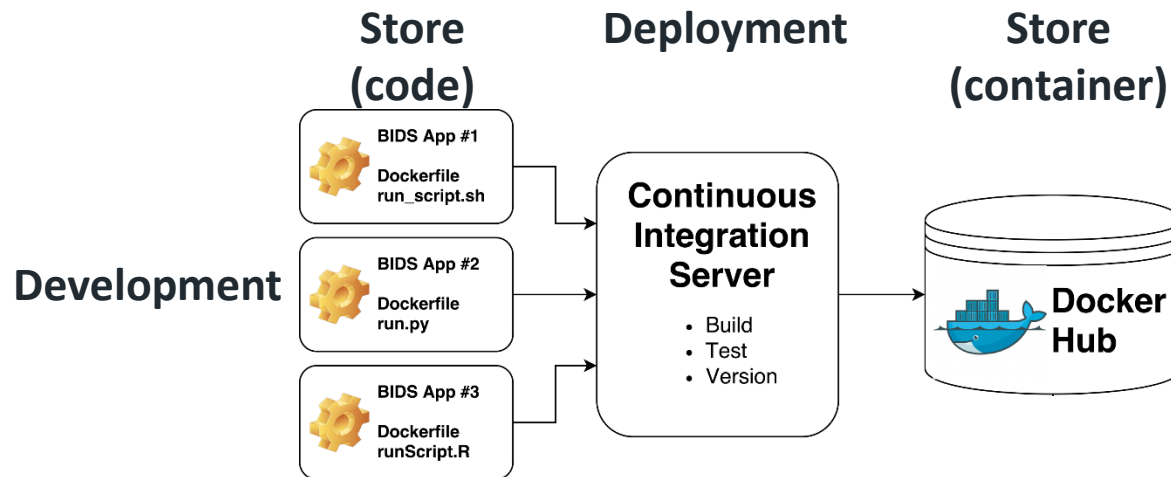 Store
(code)
Deployment
Store
(container)
Development
BIDS App #1
Dockerfile
run_script.sh
BIDS App #2
Dockerfile
run.py
BIDS App #3
Dockerfile
runScript.R
Continuous
Integration
Server
• Build
• Test
• Version
Docker
Hub